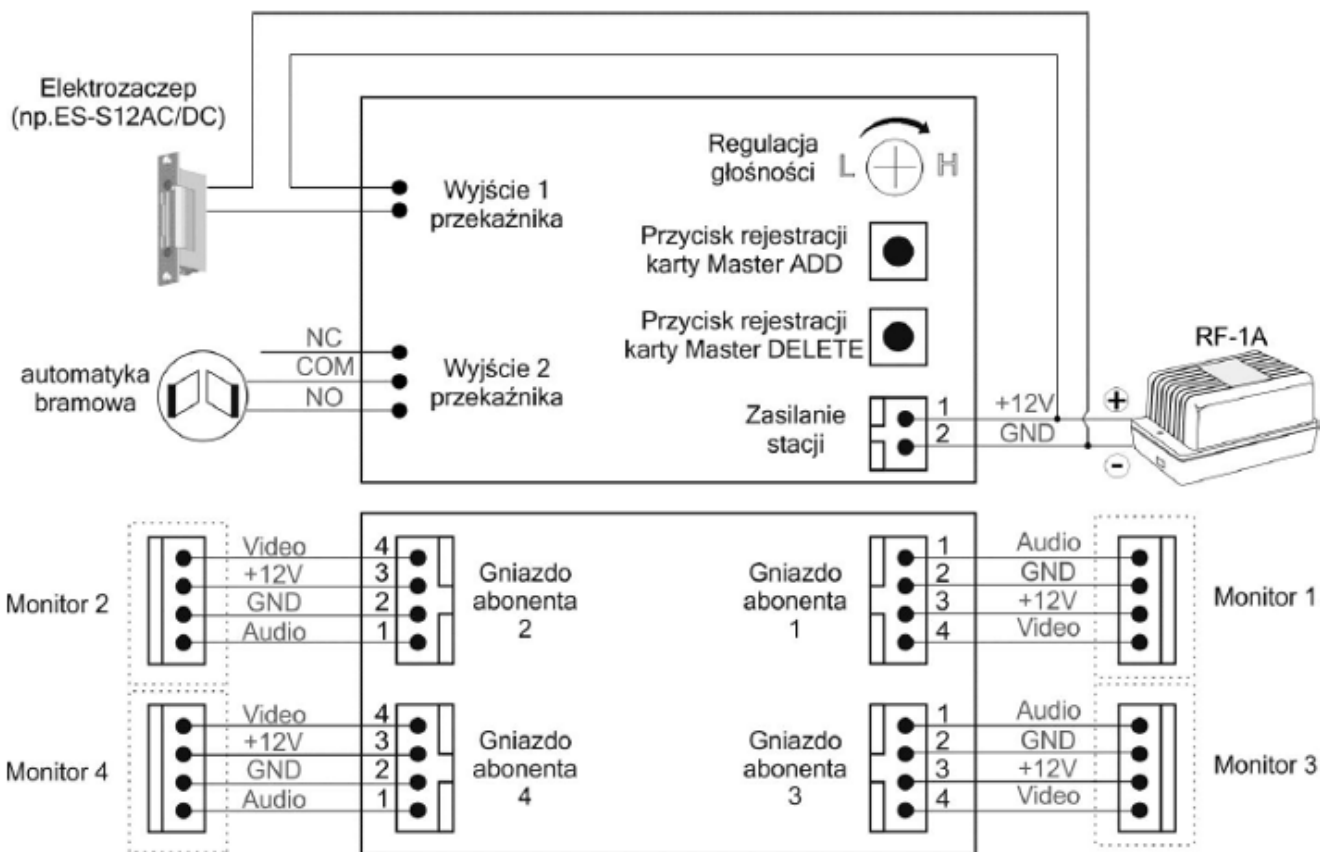 Elektrozaczep
(np.ES-S12AC/DC)
Wyjście 1
przekaźnika
Regulacja
głośności
L
H
Przycisk rejestracji
karty Master ADD
Przycisk rejestracji
karty Master DELETE
automatyka
bramowa
NC
COM
NO
Wyjście 2
przekaźnika
Zasilanie
stacji
1
2
+12V
GND
+
-
RF-1A
Monitor 2
Video
+12V
GND
Audio
4
3
2
1
Gniazdo
abonenta
2
Gniazdo
abonenta
1
1
2
3
4
Audio
GND
+12V
Video
Monitor 1
Monitor 4
Video
+12V
GND
Audio
4
3
2
1
Gniazdo
abonenta
4
Gniazdo
abonenta
3
1
2
3
4
Audio
GND
+12V
Video
Monitor 3